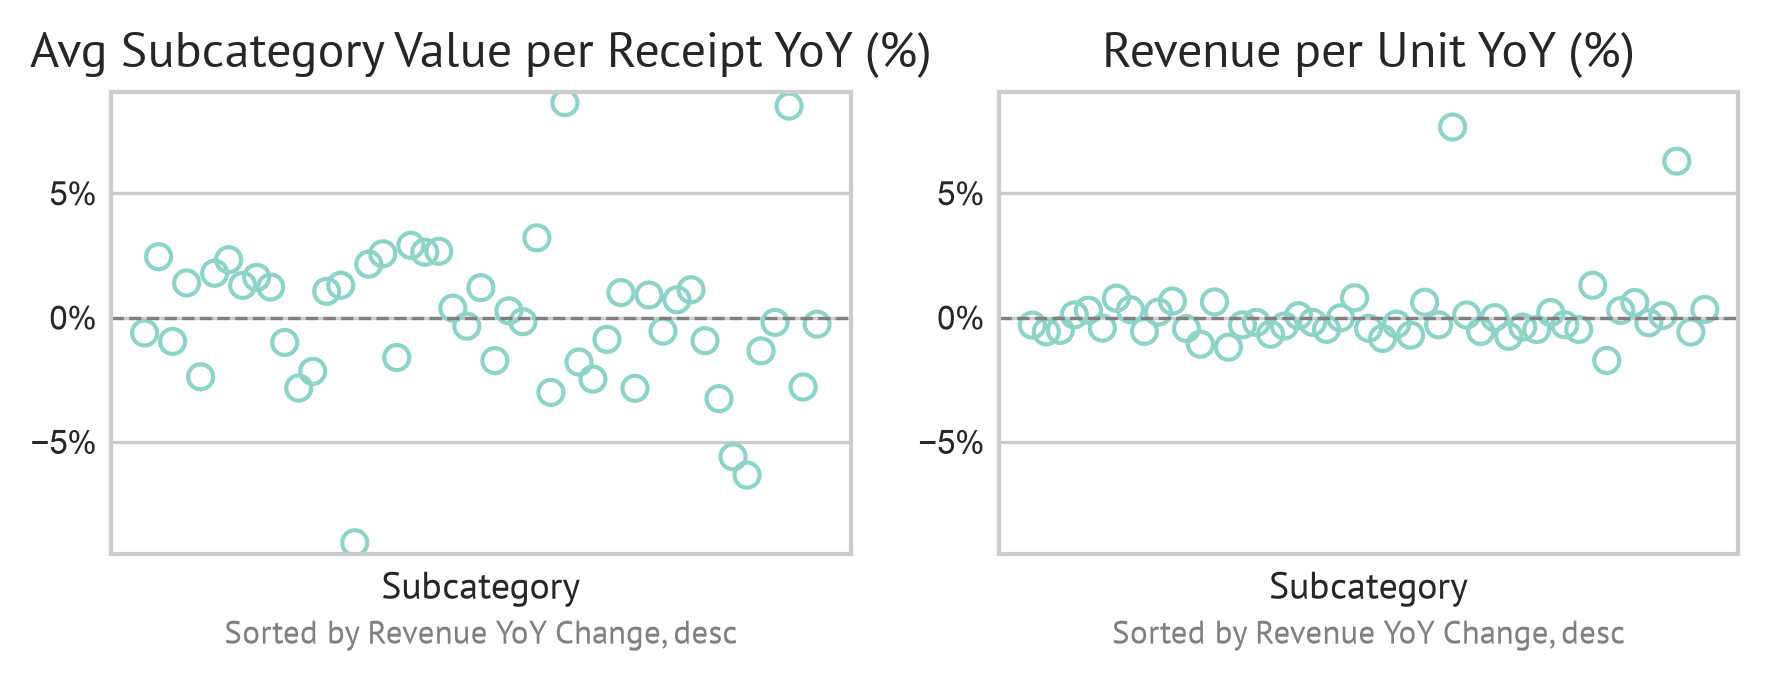 Avg Subcategory Value per Receipt YoY (%)
5%
0%
−5%
Subcategory
Sorted by Revenue YoY Change, desc
Revenue per Unit YoY (%)
5%
0%
−5%
Subcategory
Sorted by Revenue YoY Change, desc